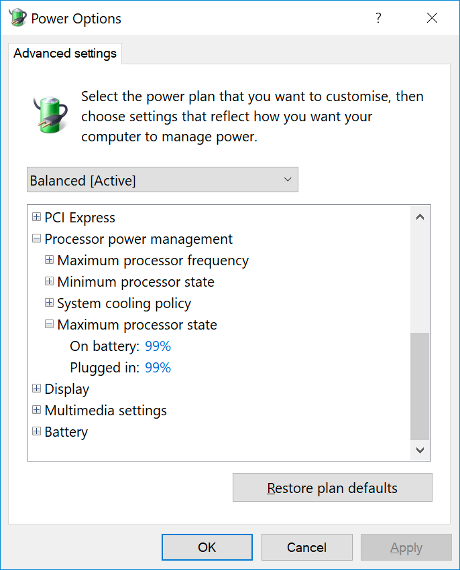 Power Options
Advanced settings
Select the power plan that you want to customise, then
choose settings that reflect how you want your
computer to manage power.
Balanced [Active]
PCI Express
Processor power management
Maximum processor frequency
Minimum processor state
System cooling policy
Maximum processor state
On battery: 99%
Plugged in: 99%
Display
Multimedia settings
Battery
Restore plan defaults
OK Cancel Apply